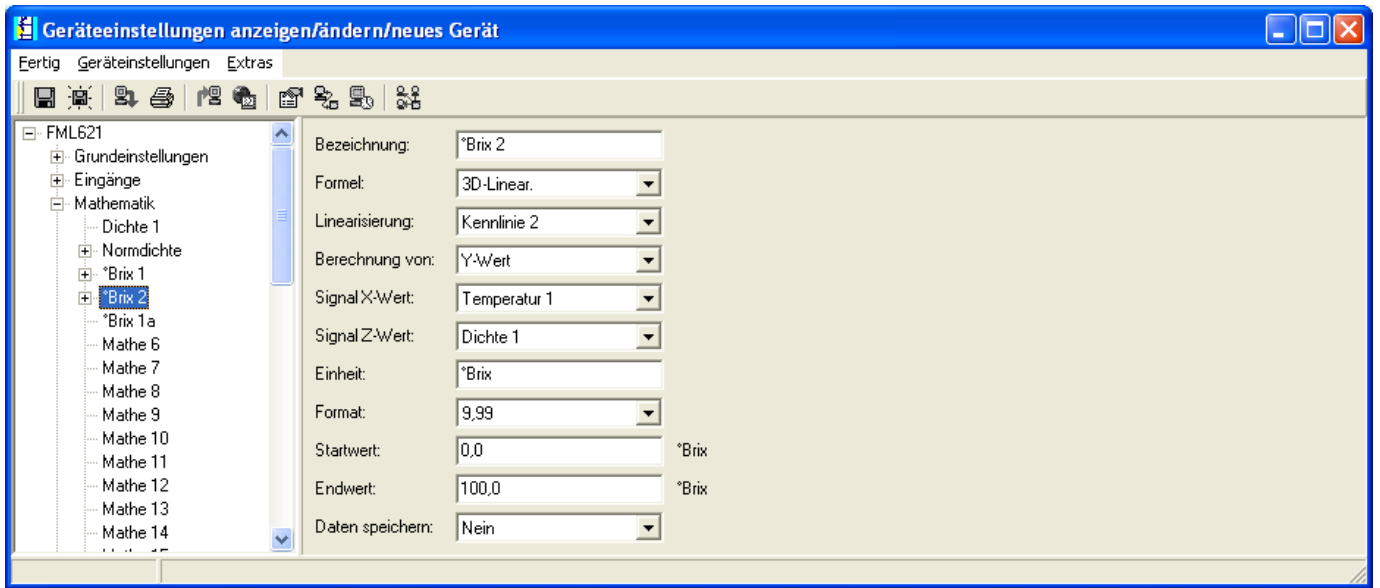 Geräteeinstellungen anzeigen/ändern/neues Gerät
Fertig Geräteinstellungen Extras
FML621
Grundeinstellungen
Eingänge
Mathematik
Dichte 1
Normdichte
°Brix 1
°Brix 2
°Brix 1a
Mathe 6
Mathe 7
Mathe 8
Mathe 9
Mathe 10
Mathe 11
Mathe 12
Mathe 13
Mathe 14
Bezeichnung: °Brix 2
Formel: 3D-Linear.
Linearisierung: Kennlinie 2
Berechnung von: Y-Wert
Signal X-Wert: Temperatur 1
Signal Z-Wert: Dichte 1
Einheit: °Brix
Format: 9,99
Startwert: 0,0 °Brix
Endwert: 100,0 °Brix
Daten speichern: Nein